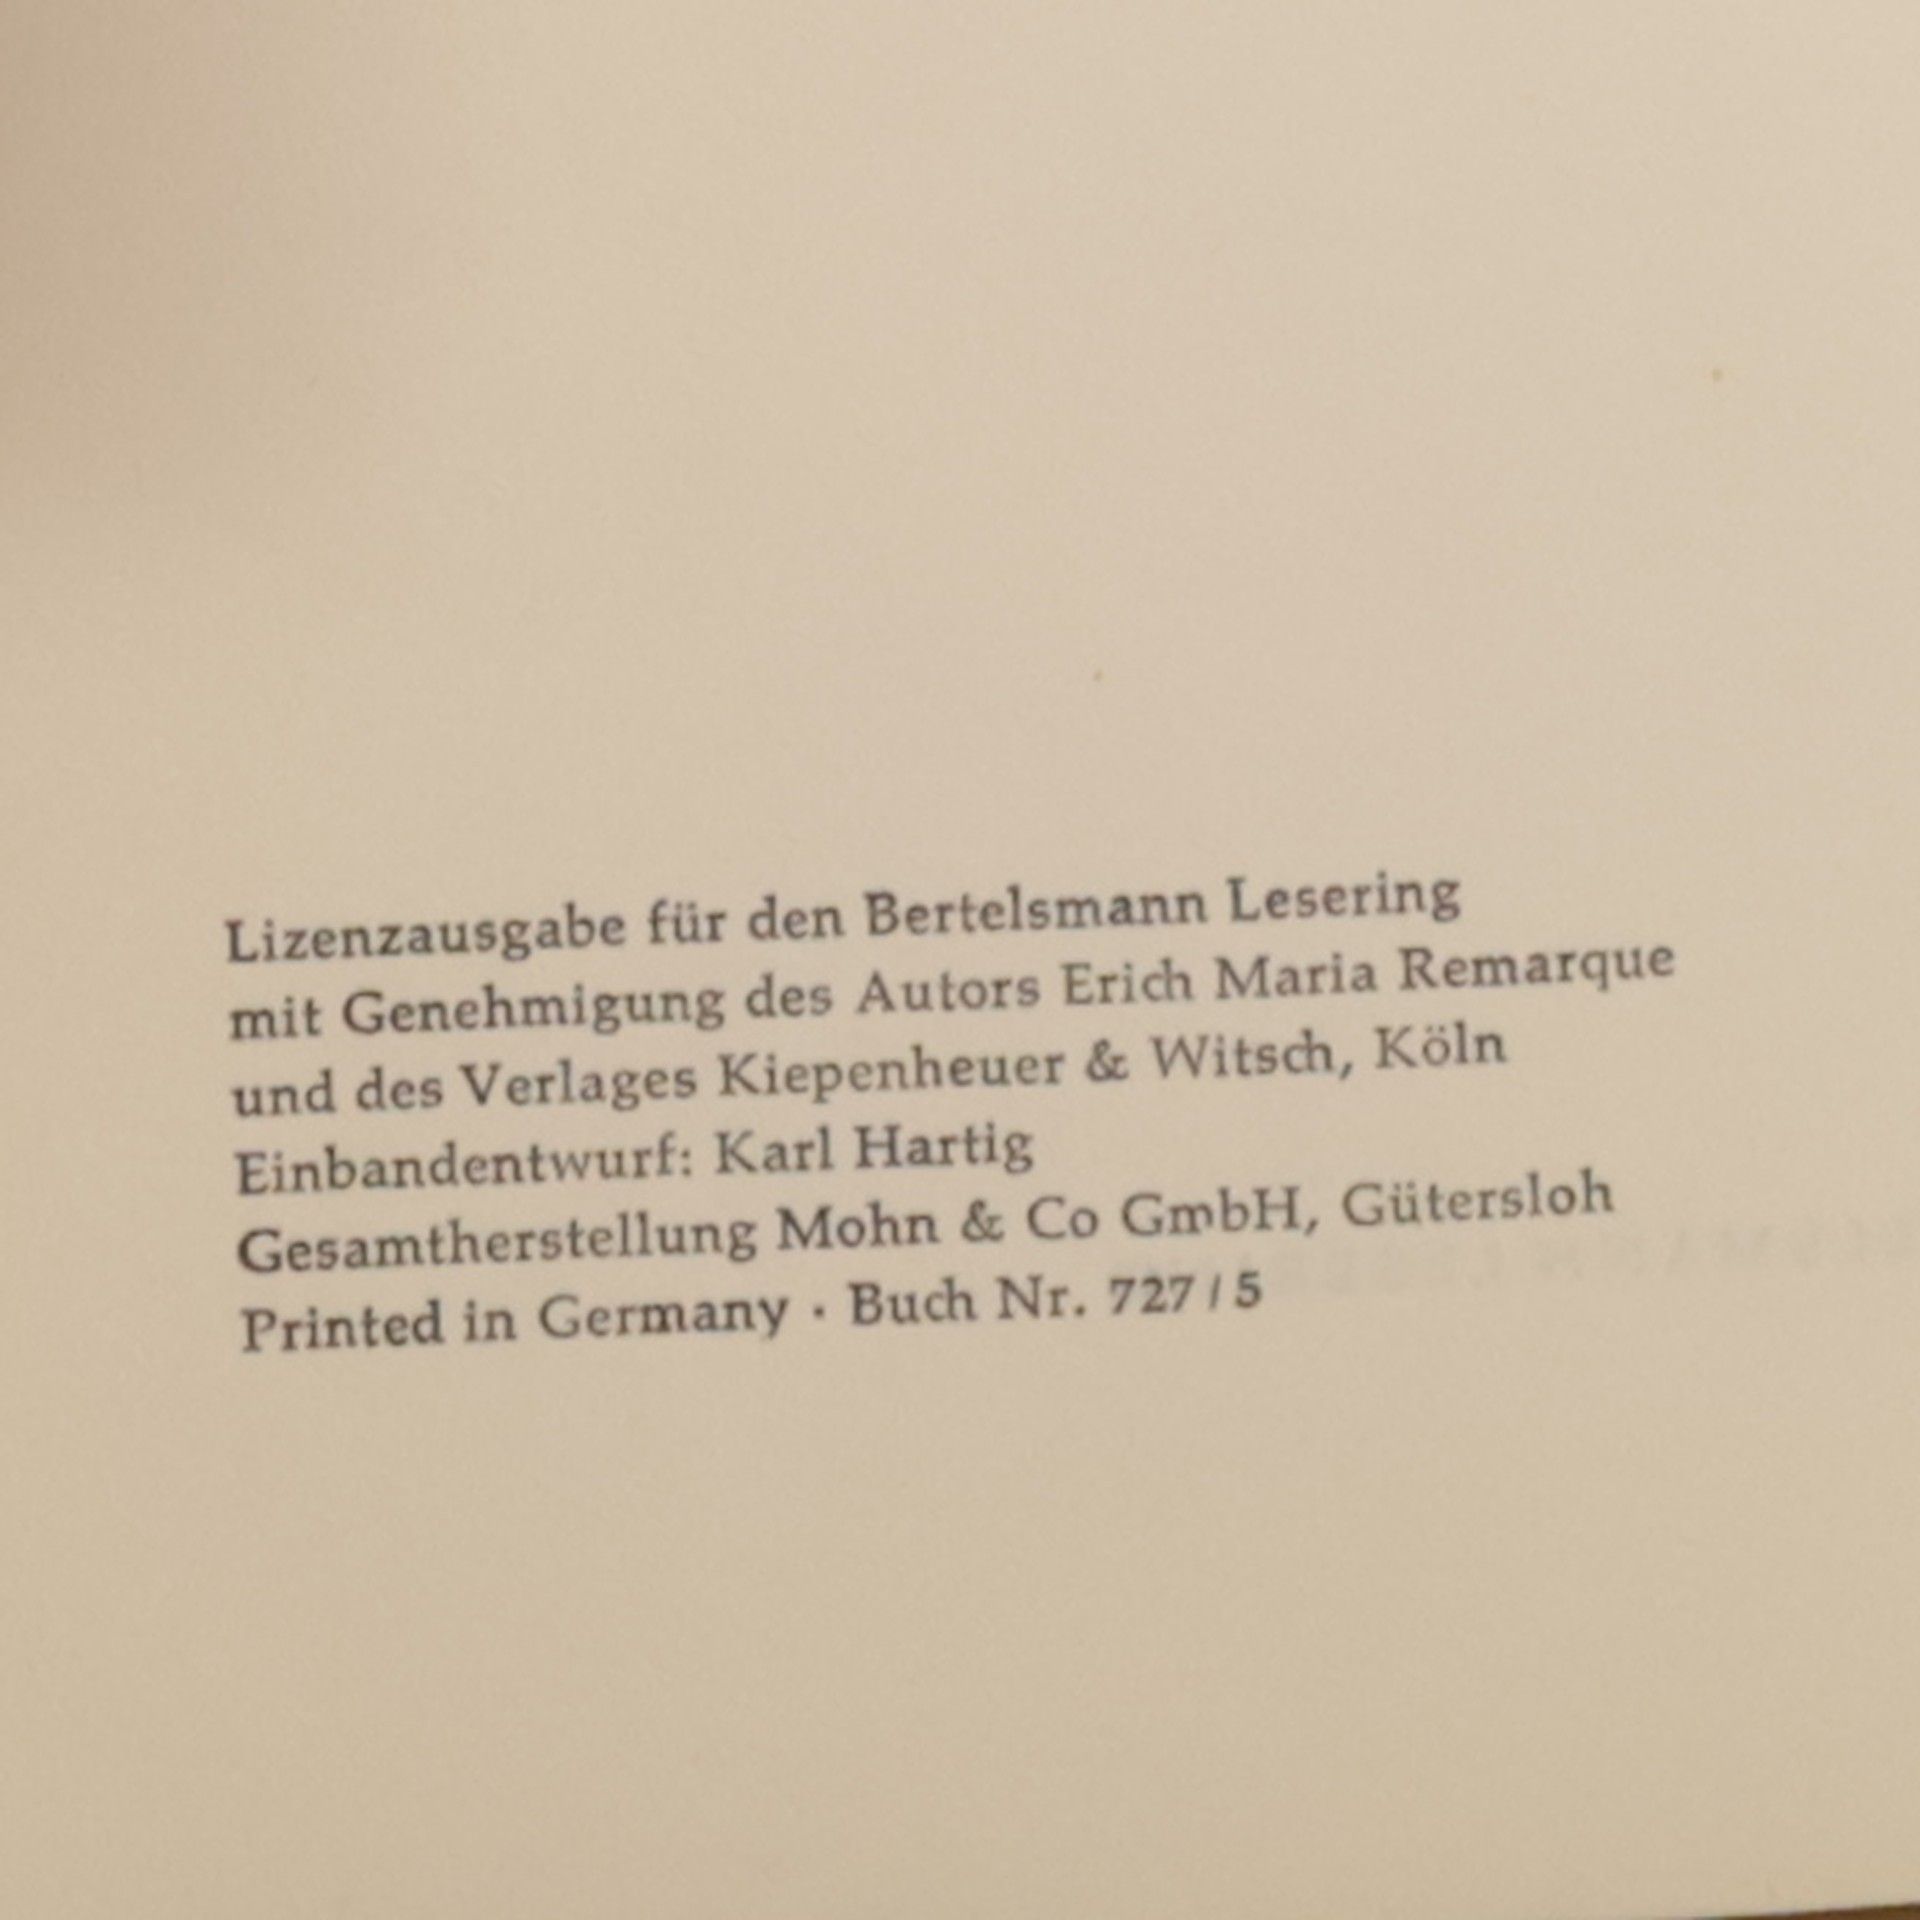 Lizenzausgabe für den Bertelsmann Lesering
mit Genehmigung des Autors Erich Maria Remarque
und des Verlages Kiepenheuer & Witsch, Köln
Einbandentwurf: Karl Hartig
Gesamtherstellung Mohn & Co GmbH, Gütersloh
Printed in Germany · Buch Nr. 727 / 5